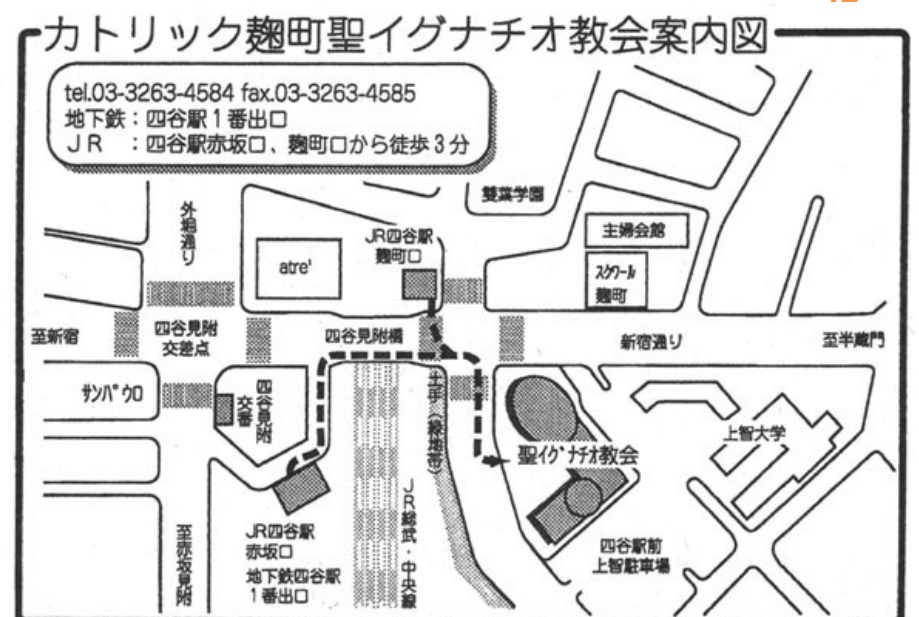 カトリック麹町聖イグナチオ教会案内図
tel.03-3263-4584 fax.03-3263-4585
地下鉄：四谷駅1番出口
ＪＲ　：四谷駅赤坂口、麹町口から徒歩3分
雙葉学園
外堀通り
JR四谷駅
麹町口
主婦会館
atre'
スクワール
麹町
至新宿
四谷見附
交差点
四谷見附橋
新宿通り
至半蔵門
サンパウロ
四谷見附
交番
土手（緑地帯）
上智大学
聖イグナチオ教会
JR総武・中央線
至赤坂見附
JR四谷駅
赤坂口
地下鉄四谷駅
1番出口
四谷駅前
上智駐車場